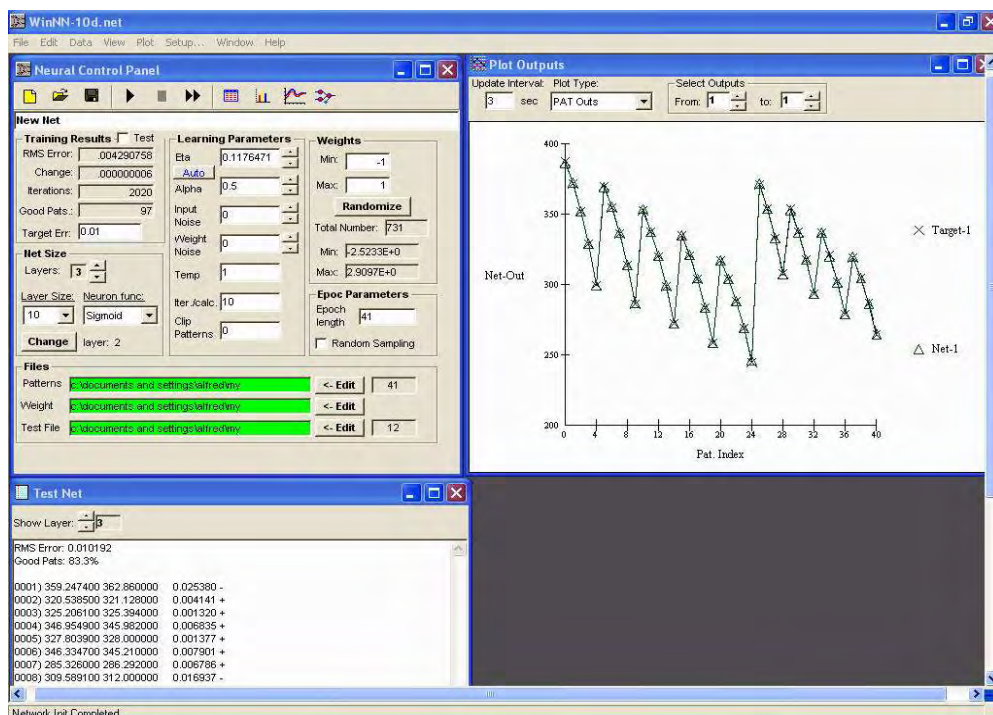 WinNN-10d.net
File Edit Data View Plot Setup... Window Help
Neural Control Panel
New Net
Training Results Test
RMS Error: .004290758
Change: .000000006
Iterations: 2020
Good Pats.: 97
Target Err: 0.01
Net Size
Layers: 3
Layer Size: Neuron func:
10 Sigmoid
Change layer: 2
Learning Parameters
Eta 0.1176471
Auto
Alpha 0.5
Input Noise 0
Weight Noise 0
Temp 1
Iter./calc. 10
Clip Patterns 0
Weights
Min: -1
Max: 1
Randomize
Total Number: 731
Min: -2.5233E+0
Max: 2.9097E+0
Epoc Parameters
Epoch length 41
Random Sampling
Files
Patterns c:\documents and settings\alfred\my <- Edit 41
Weight c:\documents and settings\alfred\my <- Edit
Test File c:\documents and settings\alfred\my <- Edit 12
Plot Outputs
Update Interval: Plot Type:
3 sec PAT Outs
Select Outputs
From: 1 to: 1
400
350
300
250
200
Net-Out
0 4 8 12 16 20 24 28 32 36 40
Pat. Index
Target-1
Net-1
Test Net
Show Layer: 3
RMS Error: 0.010192
Good Pats: 83.3%
0001) 359.247400 362.860000 0.025380 -
0002) 320.538500 321.128000 0.004141 +
0003) 325.206100 325.394000 0.001320 +
0004) 346.954900 345.982000 0.006835 +
0005) 327.803900 328.000000 0.001377 +
0006) 346.334700 345.210000 0.007901 +
0007) 285.326000 286.292000 0.006786 +
0008) 309.589100 312.000000 0.016937 -
Network Init Completed